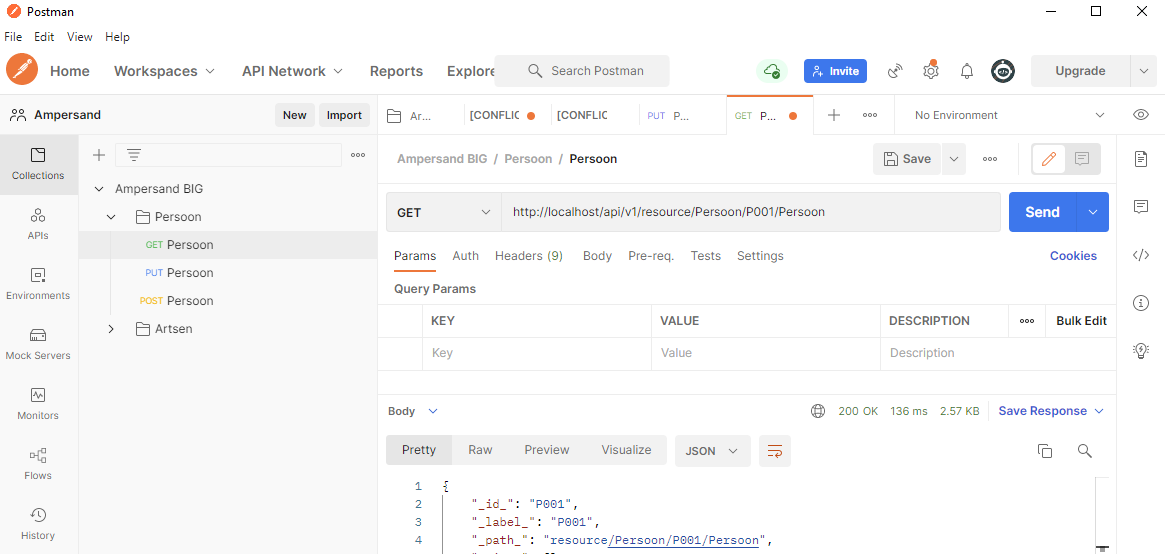 Postman
File Edit View Help
Home Workspaces API Network Reports Explore Search Postman Invite Upgrade
Ampersand New Import
Ar... [CONFLIC [CONFLIC PUT P... GET P... No Environment
Collections
APIs
Environments
Mock Servers
Monitors
Flows
History
Ampersand BIG
Persoon
GET Persoon
PUT Persoon
POST Persoon
Artsen
Ampersand BIG / Persoon / Persoon Save
GET http://localhost/api/v1/resource/Persoon/P001/Persoon Send
Params Auth Headers (9) Body Pre-req. Tests Settings Cookies
Query Params
KEY VALUE DESCRIPTION Bulk Edit
Key Value Description
Body 200 OK 136 ms 2.57 KB Save Response
Pretty Raw Preview Visualize JSON
1 {
2 "_id_": "P001",
3 "_label_": "P001",
4 "_path_": "resource/Persoon/P001/Persoon",